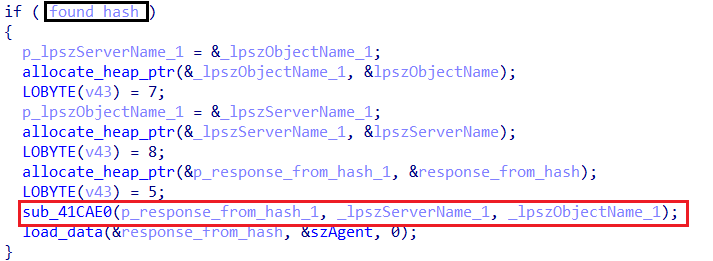 if ( found_hash )
{
p_lpszServerName_1 = &_lpszObjectName_1;
allocate_heap_ptr(&_lpszObjectName_1, &lpszObjectName);
LOBYTE(v43) = 7;
p_lpszObjectName_1 = &_lpszServerName_1;
allocate_heap_ptr(&_lpszServerName_1, &lpszServerName);
LOBYTE(v43) = 8;
allocate_heap_ptr(&p_response_from_hash_1, &response_from_hash);
LOBYTE(v43) = 5;
sub_41CAE0(p_response_from_hash_1, _lpszServerName_1, _lpszObjectName_1);
load_data(&response_from_hash, &szAgent, 0);
}